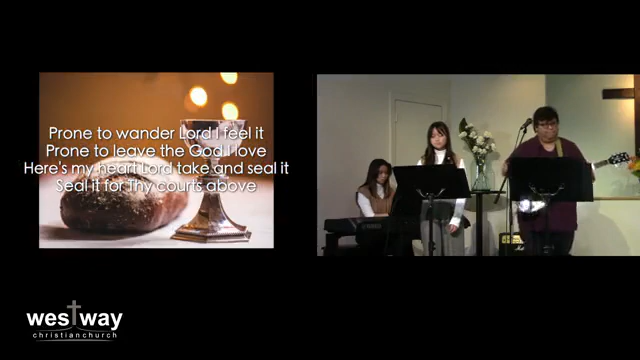 Prone to wander Lord I feel it
Prone to leave the God I love
Here's my heart Lord take and seal it
Seal it for Thy courts above
westway
christianchurch